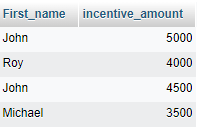 First_name incentive_amount
John 5000
Roy 4000
John 4500
Michael 3500